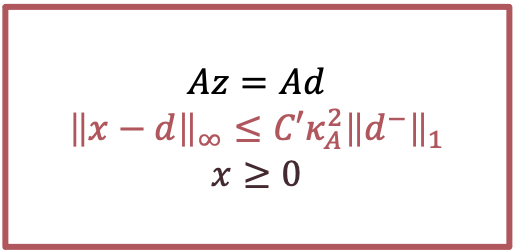 Az = Ad
‖x − d‖∞ ≤ C′κ_A^2‖d⁻‖₁
x ≥ 0